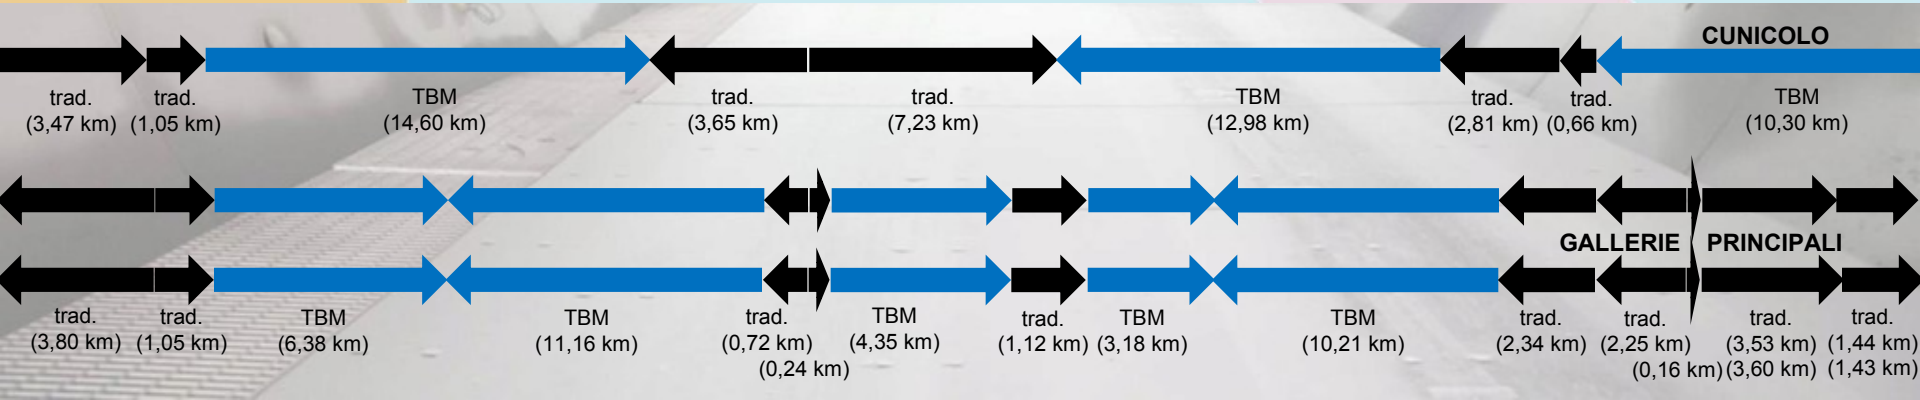 CUNICOLO
trad. trad. TBM trad. trad. TBM trad. trad. TBM
(3,47 km) (1,05 km) (14,60 km) (3,65 km) (7,23 km) (12,98 km) (2,81 km) (0,66 km) (10,30 km)
GALLERIE PRINCIPALI
trad. trad. TBM TBM trad. TBM trad. TBM TBM trad. trad. trad. trad.
(3,80 km) (1,05 km) (6,38 km) (11,16 km) (0,72 km) (4,35 km) (1,12 km) (3,18 km) (10,21 km) (2,34 km) (2,25 km) (3,53 km) (1,44 km)
(0,24 km) (0,16 km) (3,60 km) (1,43 km)